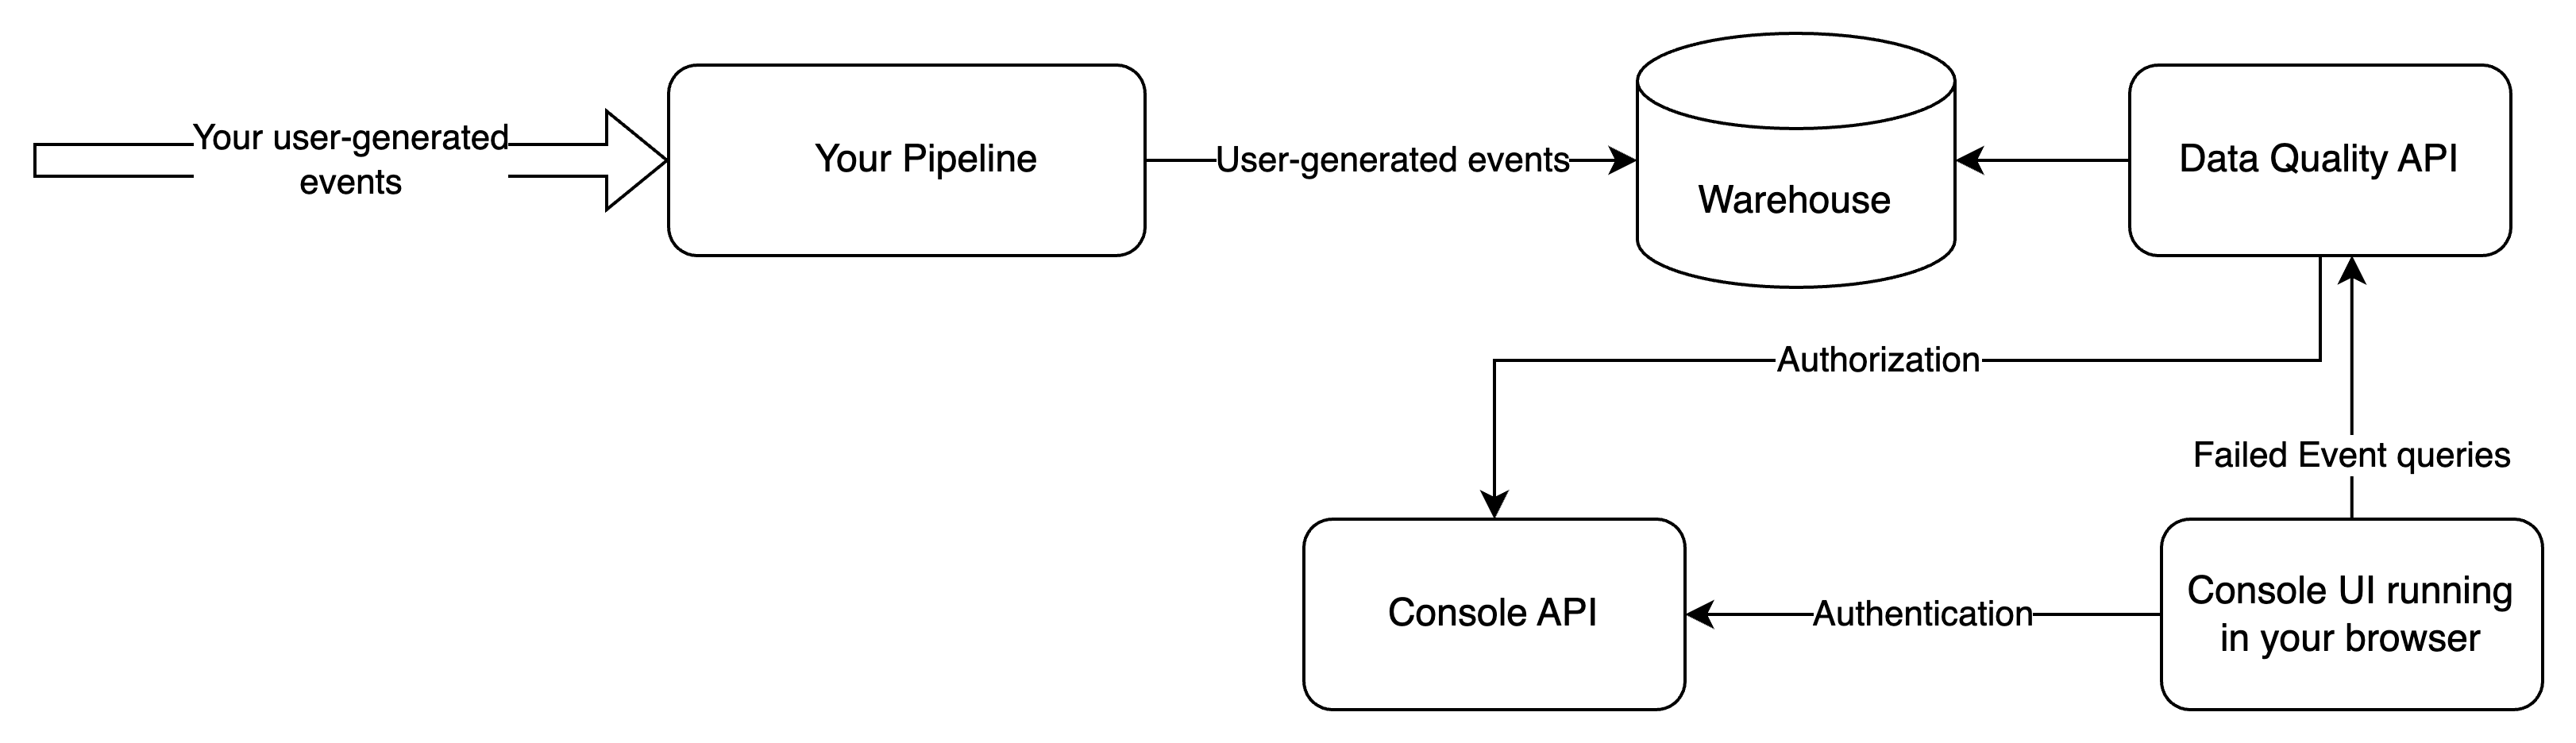 Your user-generated
events
Your Pipeline
User-generated events
Warehouse
Data Quality API
Authorization
Failed Event queries
Console API
Authentication
Console UI running
in your browser